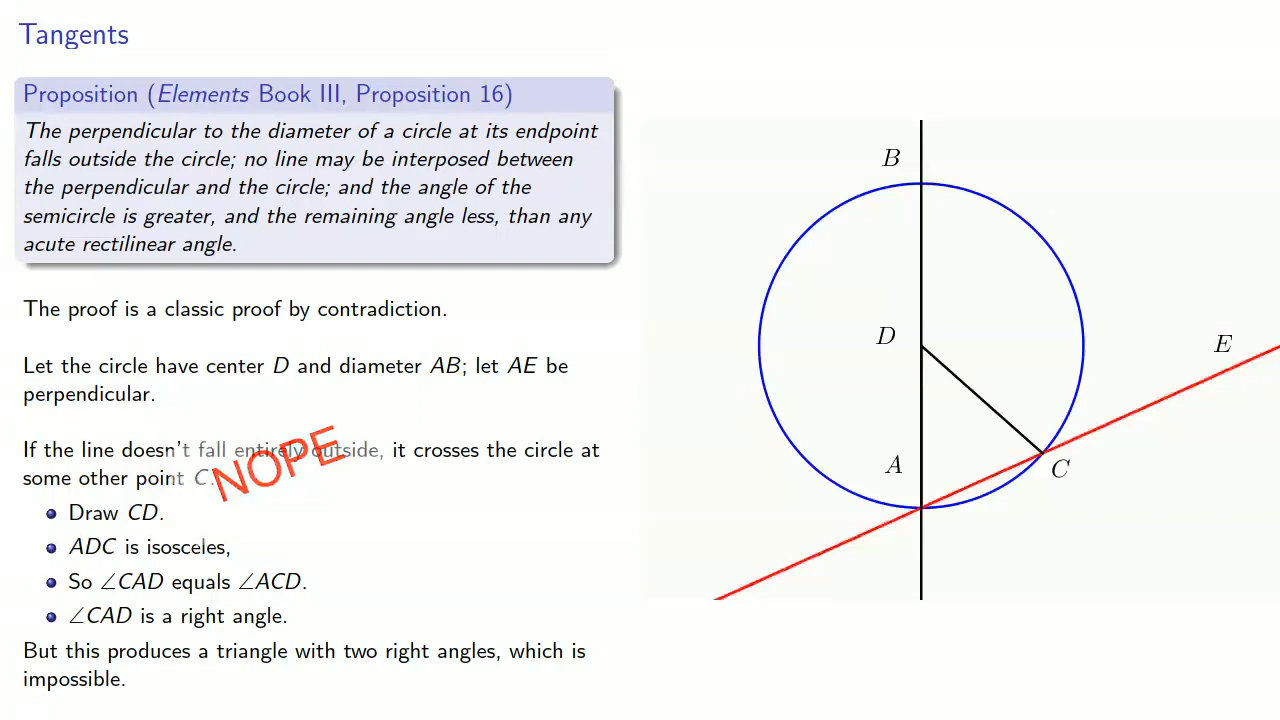 Tangents
Proposition (Elements Book III, Proposition 16)
The perpendicular to the diameter of a circle at its endpoint
falls outside the circle; no line may be interposed between
the perpendicular and the circle; and the angle of the
semicircle is greater, and the remaining angle less, than any
acute rectilinear angle.
The proof is a classic proof by contradiction.
Let the circle have center D and diameter AB; let AE be
perpendicular.
If the line doesn't fall entirely outside, it crosses the circle at
some other point C.
NOPE
• Draw CD.
• ADC is isosceles,
• So ∠CAD equals ∠ACD.
• ∠CAD is a right angle.
But this produces a triangle with two right angles, which is
impossible.
B
D
E
A
C